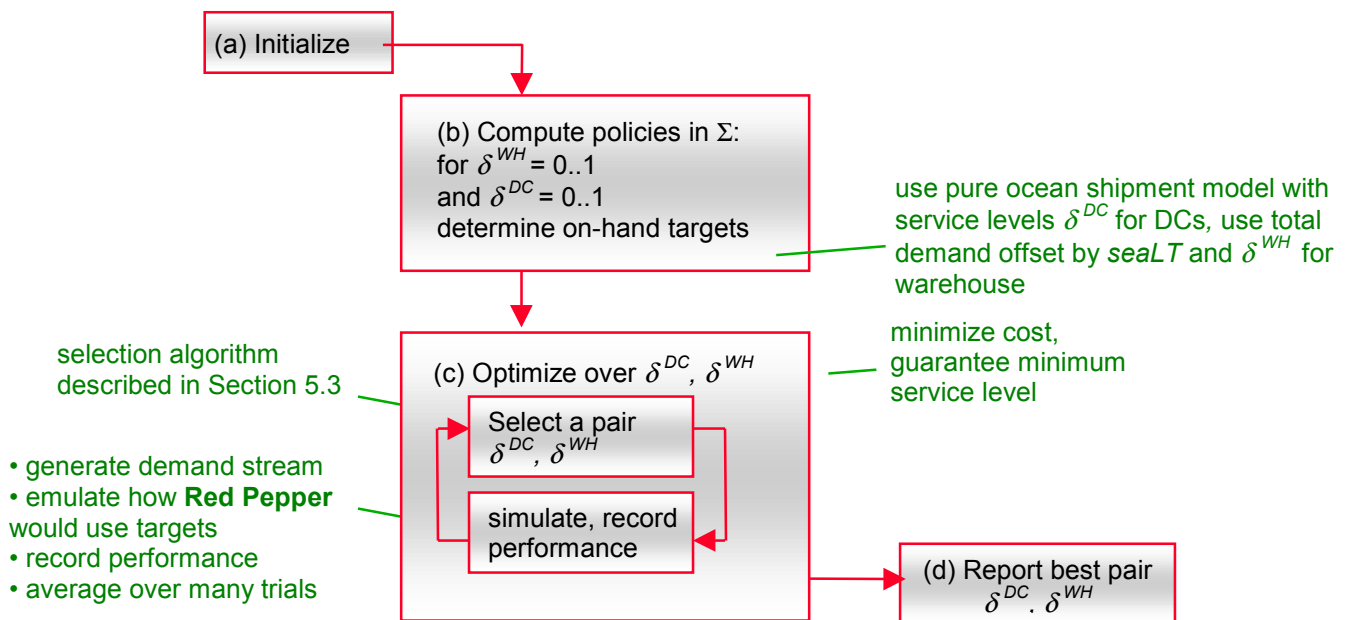 (a) Initialize
(b) Compute policies in Σ:
for δ^WH = 0..1
and δ^DC = 0..1
determine on-hand targets
use pure ocean shipment model with
service levels δ^DC for DCs, use total
demand offset by seaLT and δ^WH for
warehouse
selection algorithm
described in Section 5.3
minimize cost,
guarantee minimum
service level
(c) Optimize over δ^DC, δ^WH
Select a pair
δ^DC, δ^WH
• generate demand stream
• emulate how Red Pepper
would use targets
• record performance
• average over many trials
simulate, record
performance
(d) Report best pair
δ^DC. δ^WH